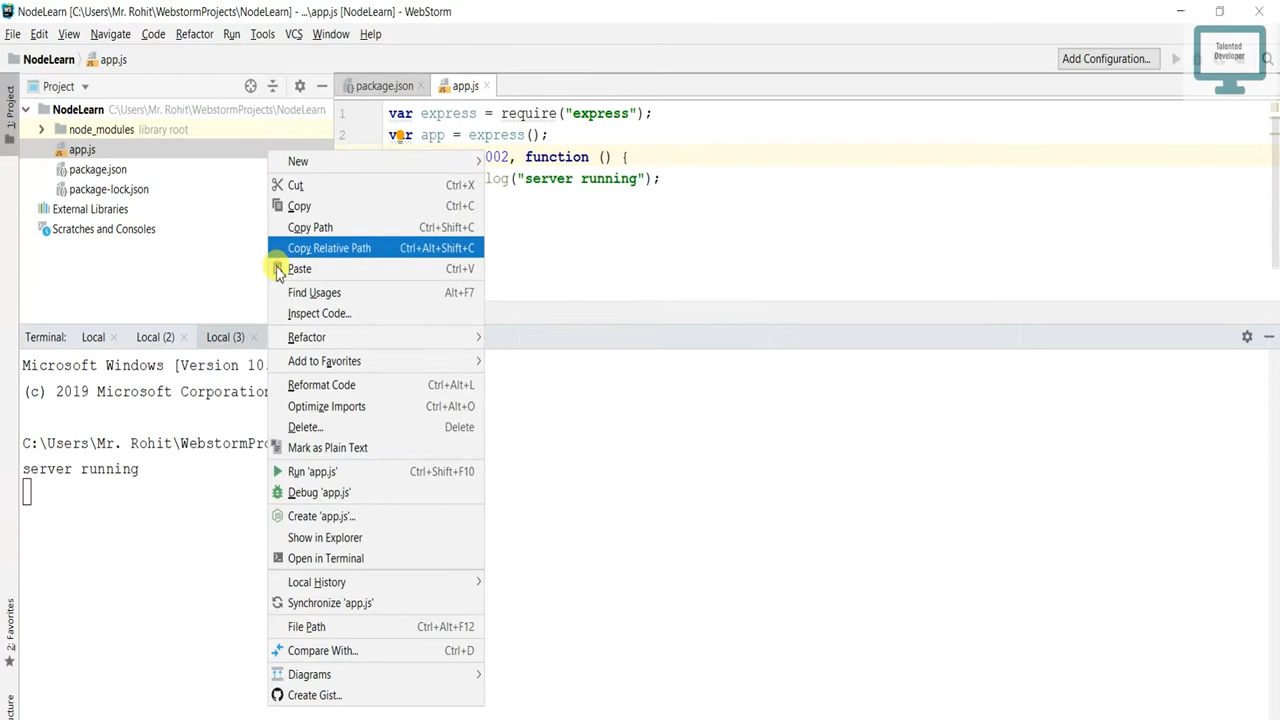 NodeLearn [C:\Users\Mr. Rohit\WebstormProjects\NodeLearn] - ...\app.js [NodeLearn] - WebStorm
File Edit View Navigate Code Refactor Run Tools VCS Window Help
Talented
Developer
NodeLearn app.js Add Configuration...
1: Project
Project
package.json app.js
NodeLearn C:\Users\Mr. Rohit\WebstormProjects\NodeLearn
node_modules library root
app.js
package.json
package-lock.json
External Libraries
Scratches and Consoles
1 var express = require("express");
2 var app = express();
002, function () {
log("server running");
New
Cut Ctrl+X
Copy Ctrl+C
Copy Path Ctrl+Shift+C
Copy Relative Path Ctrl+Alt+Shift+C
Paste Ctrl+V
Find Usages Alt+F7
Inspect Code...
Refactor
Add to Favorites
Reformat Code Ctrl+Alt+L
Optimize Imports Ctrl+Alt+O
Delete... Delete
Mark as Plain Text
Run 'app.js' Ctrl+Shift+F10
Debug 'app.js'
Create 'app.js'...
Show in Explorer
Open in Terminal
Local History
Synchronize 'app.js'
File Path Ctrl+Alt+F12
Compare With... Ctrl+D
Diagrams
Create Gist...
Terminal: Local Local (2) Local (3)
Microsoft Windows [Version 10.
(c) 2019 Microsoft Corporation
C:\Users\Mr. Rohit\WebstormPr
server running
2: Favorites
ucture